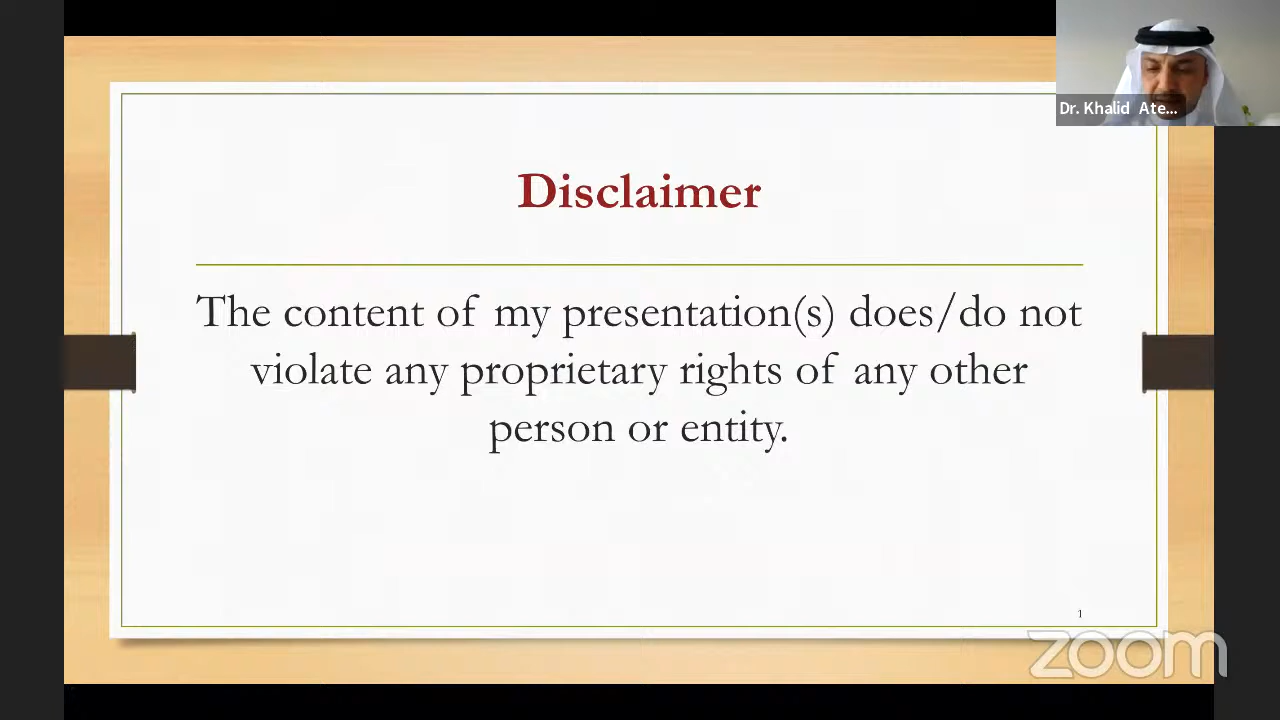 Dr. Khalid Ate...
Disclaimer
The content of my presentation(s) does/do not
violate any proprietary rights of any other
person or entity.
1
zoom